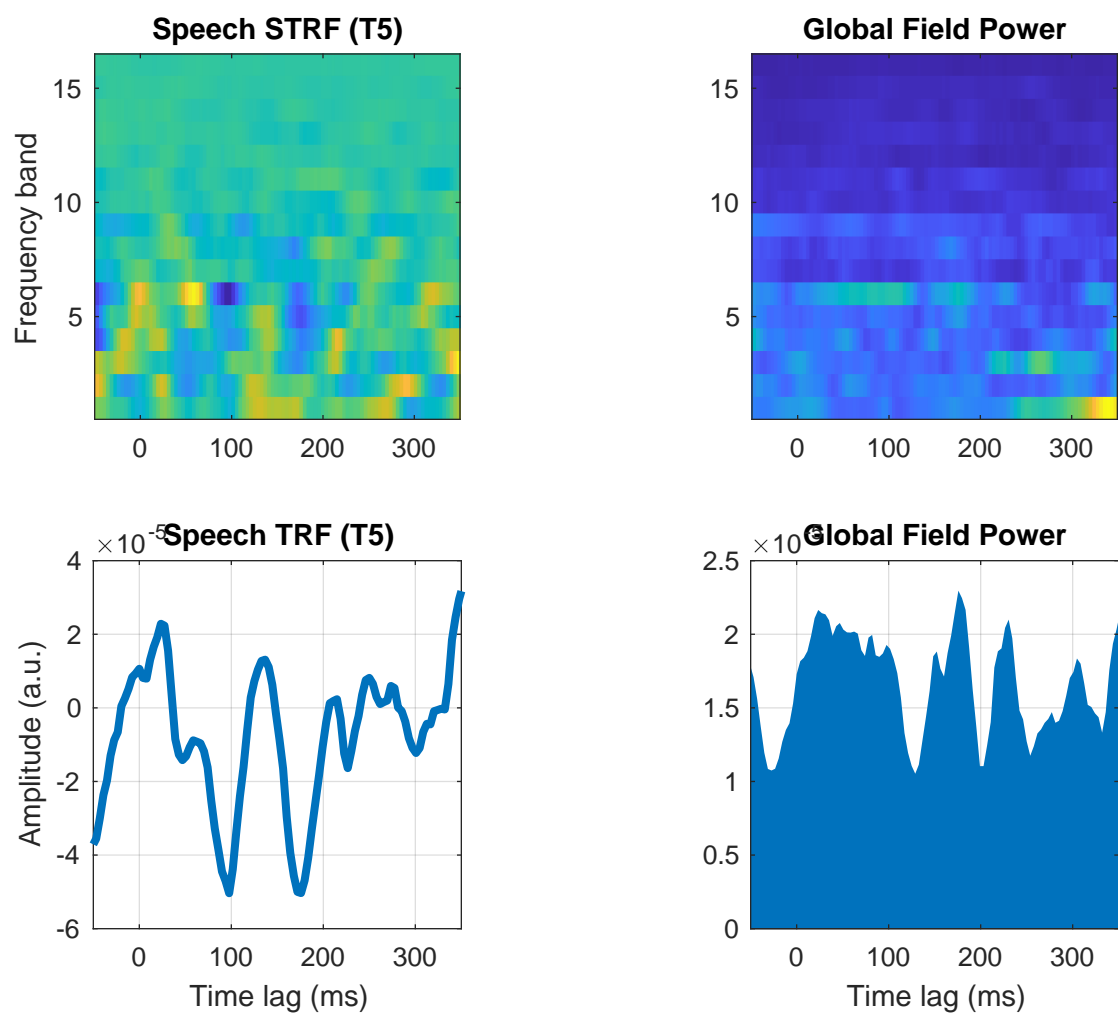 Speech STRF (T5)
Frequency band
15
10
5
0 100 200 300
Global Field Power
15
10
5
0 100 200 300
×10-5
Speech TRF (T5)
Amplitude (a.u.)
4
2
0
-2
-4
-6
0 100 200 300
Time lag (ms)
×10-5
Global Field Power
2.5
2
1.5
1
0.5
0
0 100 200 300
Time lag (ms)